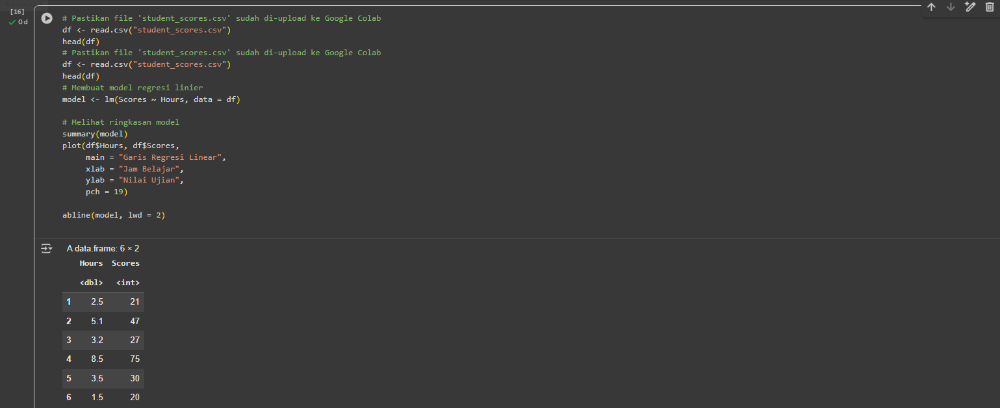 [16]
0 d
# Pastikan file 'student_scores.csv' sudah di-upload ke Google Colab
df <- read.csv("student_scores.csv")
head(df)
# Pastikan file 'student_scores.csv' sudah di-upload ke Google Colab
df <- read.csv("student_scores.csv")
head(df)
# Membuat model regresi linier
model <- lm(Scores ~ Hours, data = df)
# Melihat ringkasan model
summary(model)
plot(df$Hours, df$Scores,
main = "Garis Regresi Linear",
xlab = "Jam Belajar",
ylab = "Nilai Ujian",
pch = 19)
abline(model, lwd = 2)
A data.frame: 6 × 2
Hours Scores
<dbl> <int>
1 2.5 21
2 5.1 47
3 3.2 27
4 8.5 75
5 3.5 30
6 1.5 20